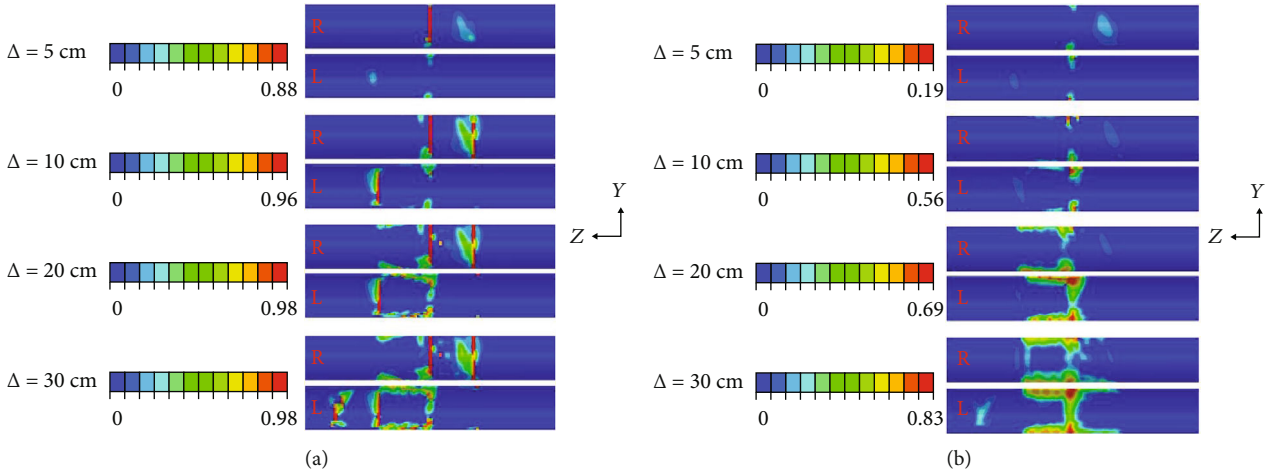 Δ = 5 cm
0 0.88
R
L
Δ = 10 cm
0 0.96
R
L
Δ = 20 cm
0 0.98
R
L
Δ = 30 cm
0 0.98
R
L
Y
Z
(a)
Δ = 5 cm
0 0.19
R
L
Δ = 10 cm
0 0.56
R
L
Δ = 20 cm
0 0.69
R
L
Δ = 30 cm
0 0.83
R
L
Y
Z
(b)